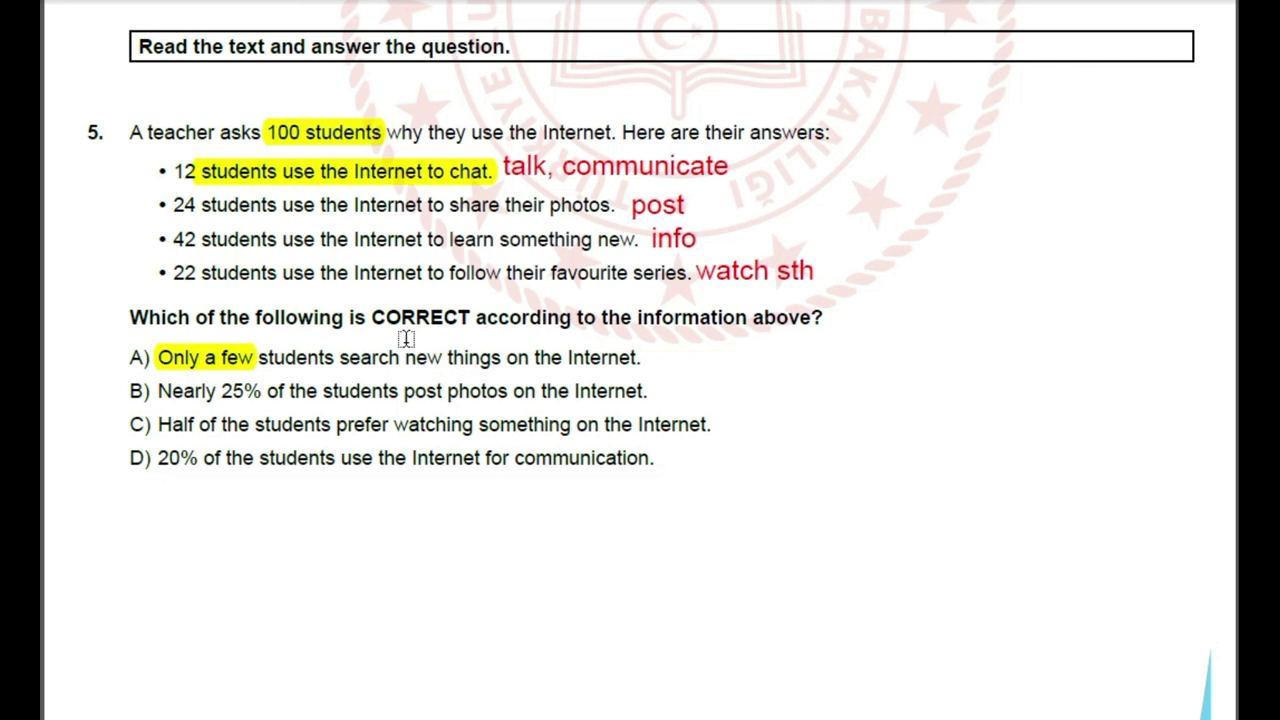 Read the text and answer the question.
5. A teacher asks 100 students why they use the Internet. Here are their answers:
• 12 students use the Internet to chat. talk, communicate
• 24 students use the Internet to share their photos. post
• 42 students use the Internet to learn something new. info
• 22 students use the Internet to follow their favourite series. watch sth
Which of the following is CORRECT according to the information above?
A) Only a few students search new things on the Internet.
B) Nearly 25% of the students post photos on the Internet.
C) Half of the students prefer watching something on the Internet.
D) 20% of the students use the Internet for communication.